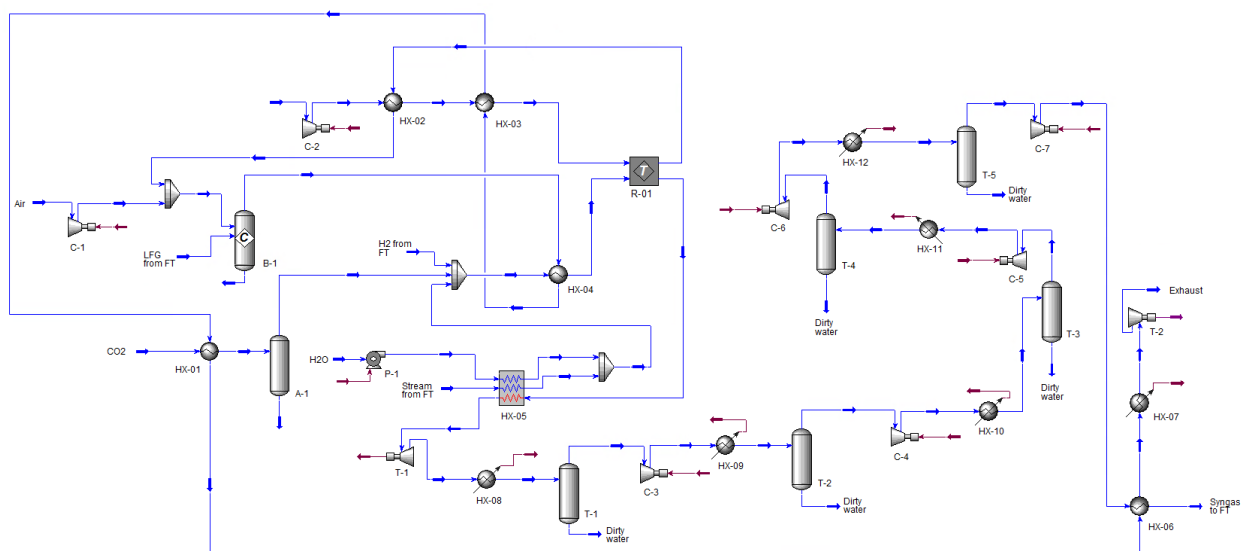 HX-02
HX-03
C-2
Air
C-1
LFG
from FT
C
B-1
H2 from
FT
HX-04
T
R-01
CO2
HX-01
A-1
H2O
P-1
Stream
from FT
HX-05
T-1
HX-08
T-1
Dirty
water
C-3
HX-09
T-2
Dirty
water
C-4
HX-10
T-3
Dirty
water
C-5
HX-11
T-4
Dirty
water
C-6
HX-12
T-5
Dirty
water
C-7
Exhaust
T-2
HX-07
Syngas
to FT
HX-06